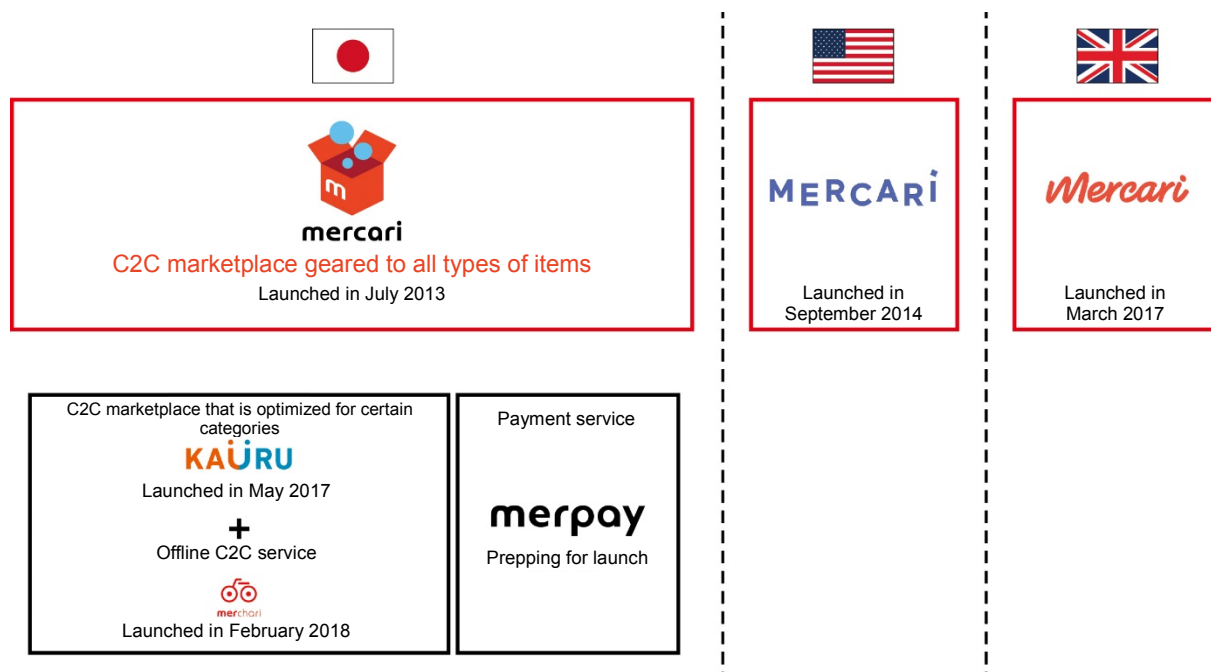 m
mercari
C2C marketplace geared to all types of items
Launched in July 2013
MERCARI
Launched in
September 2014
Mercari
Launched in
March 2017
C2C marketplace that is optimized for certain
categories
KAURU
Launched in May 2017
+
Offline C2C service
merchari
Launched in February 2018
Payment service
merpay
Prepping for launch